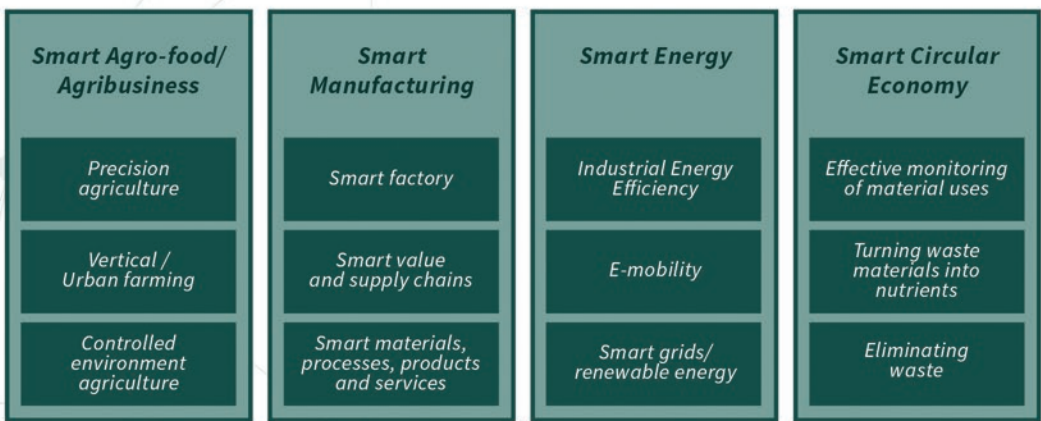 Smart Agro-food/
Agribusiness
Precision
agriculture
Vertical /
Urban farming
Controlled
environment
agriculture
Smart
Manufacturing
Smart factory
Smart value
and supply chains
Smart materials,
processes, products
and services
Smart Energy
Industrial Energy
Efficiency
E-mobility
Smart grids/
renewable energy
Smart Circular
Economy
Effective monitoring
of material uses
Turning waste
materials into
nutrients
Eliminating
waste